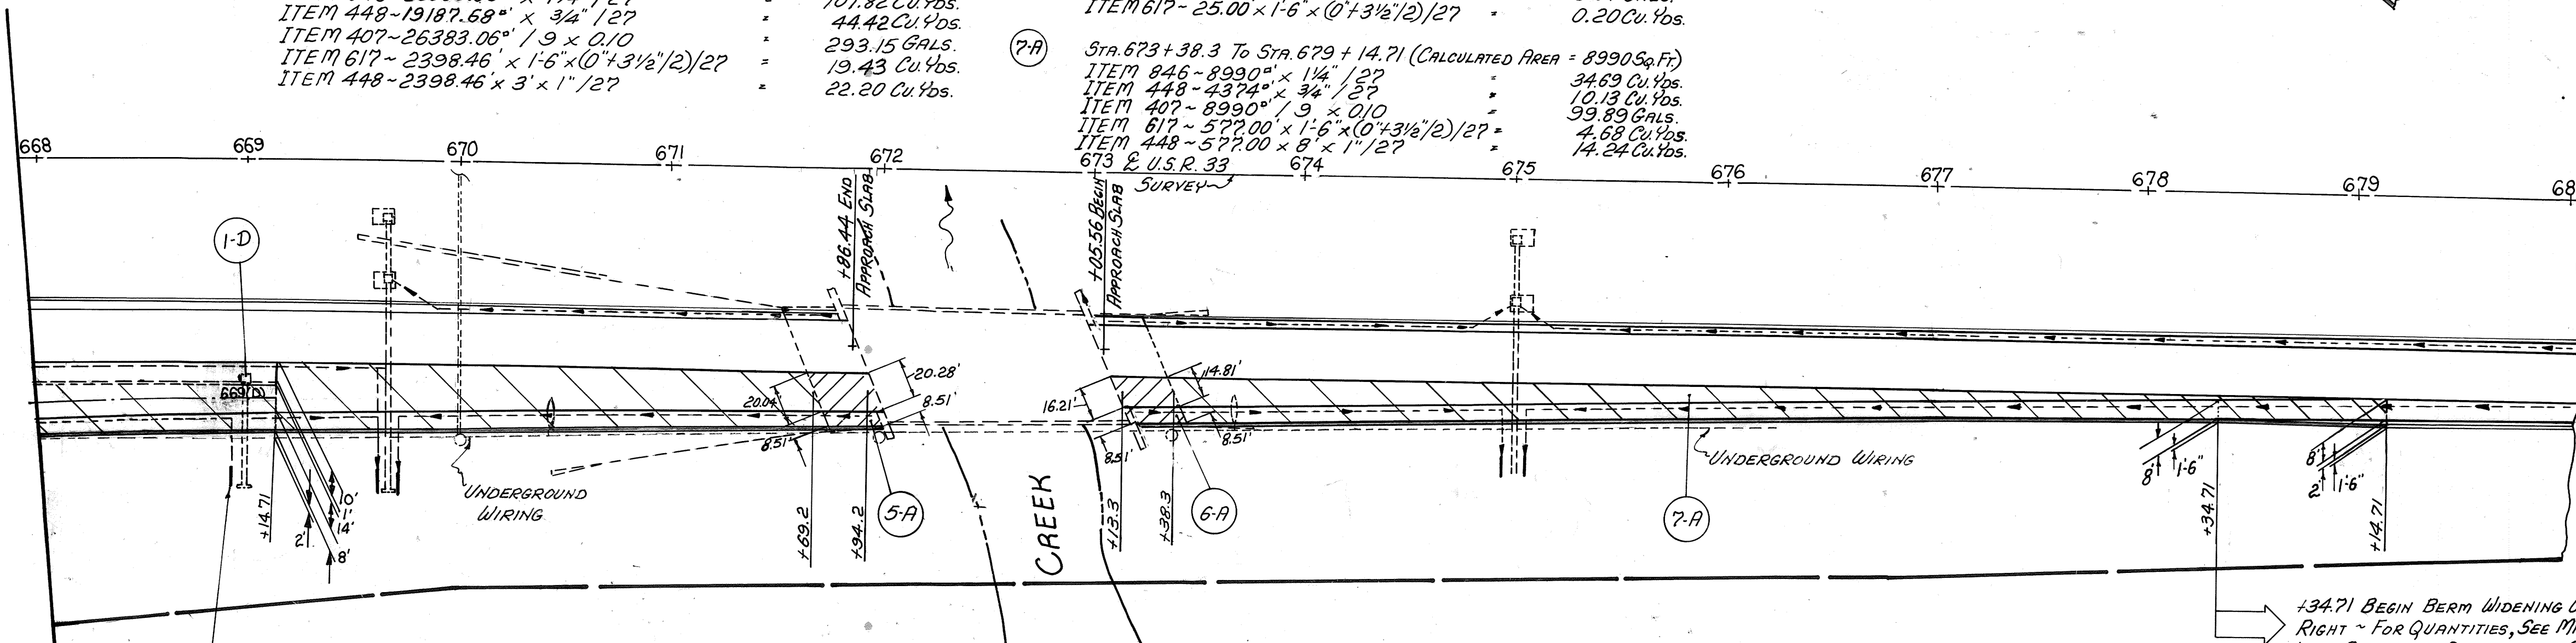 ITEM 448~19187.68□' x 3/4" /27 = 44.42 CU.YDS.
ITEM 407~26383.06□' / 9 x 0.10 = 293.15 GALS.
ITEM 617~ 2398.46' x 1'-6" x (0"+3½"/2)/27 = 19.43 CU.YDS.
ITEM 448~2398.46' x 3' x 1" /27 = 22.20 CU.YDS.
ITEM 617~ 25.00' x 1'-6" x (0"+3½"/2)/27 = 0.20 CU.YDS.
7-A
STA. 673+38.3 TO STA. 679+14.71 (CALCULATED AREA = 8990 SQ.FT.)
ITEM 846~8990□' x 1¼" /27 = 34.69 CU.YDS.
ITEM 448~4374□' x 3/4" /27 = 10.13 CU.YDS.
ITEM 407~8990□' /9 x 0.10 = 99.89 GALS.
ITEM 617~577.00' x 1'-6" x (0"+3½"/2)/27 = 4.68 CU.YDS.
ITEM 448~577.00 x 8' x 1" /27 = 14.24 CU.YDS.
668 669 670 671 672 673 674 675 676 677 678 679 68
℄ U.S.R. 33
SURVEY
1-D
+86.44 END
APPROACH SLAB
+05.56 BEGIN
APPROACH SLAB
669(D)
20.04'
8.51'
20.28'
8.51'
16.21'
8.51'
14.81'
8.51'
+14.71
10'
1'
14'
2'
8'
UNDERGROUND
WIRING
+69.2
+94.2
5-A
CREEK
+13.3
+38.3
6-A
7-A
UNDERGROUND WIRING
8'
1'-6"
+34.71
8'
2'
1'-6"
+14.71
+34.71 BEGIN BERM WIDENING
RIGHT ~ FOR QUANTITIES, SEE